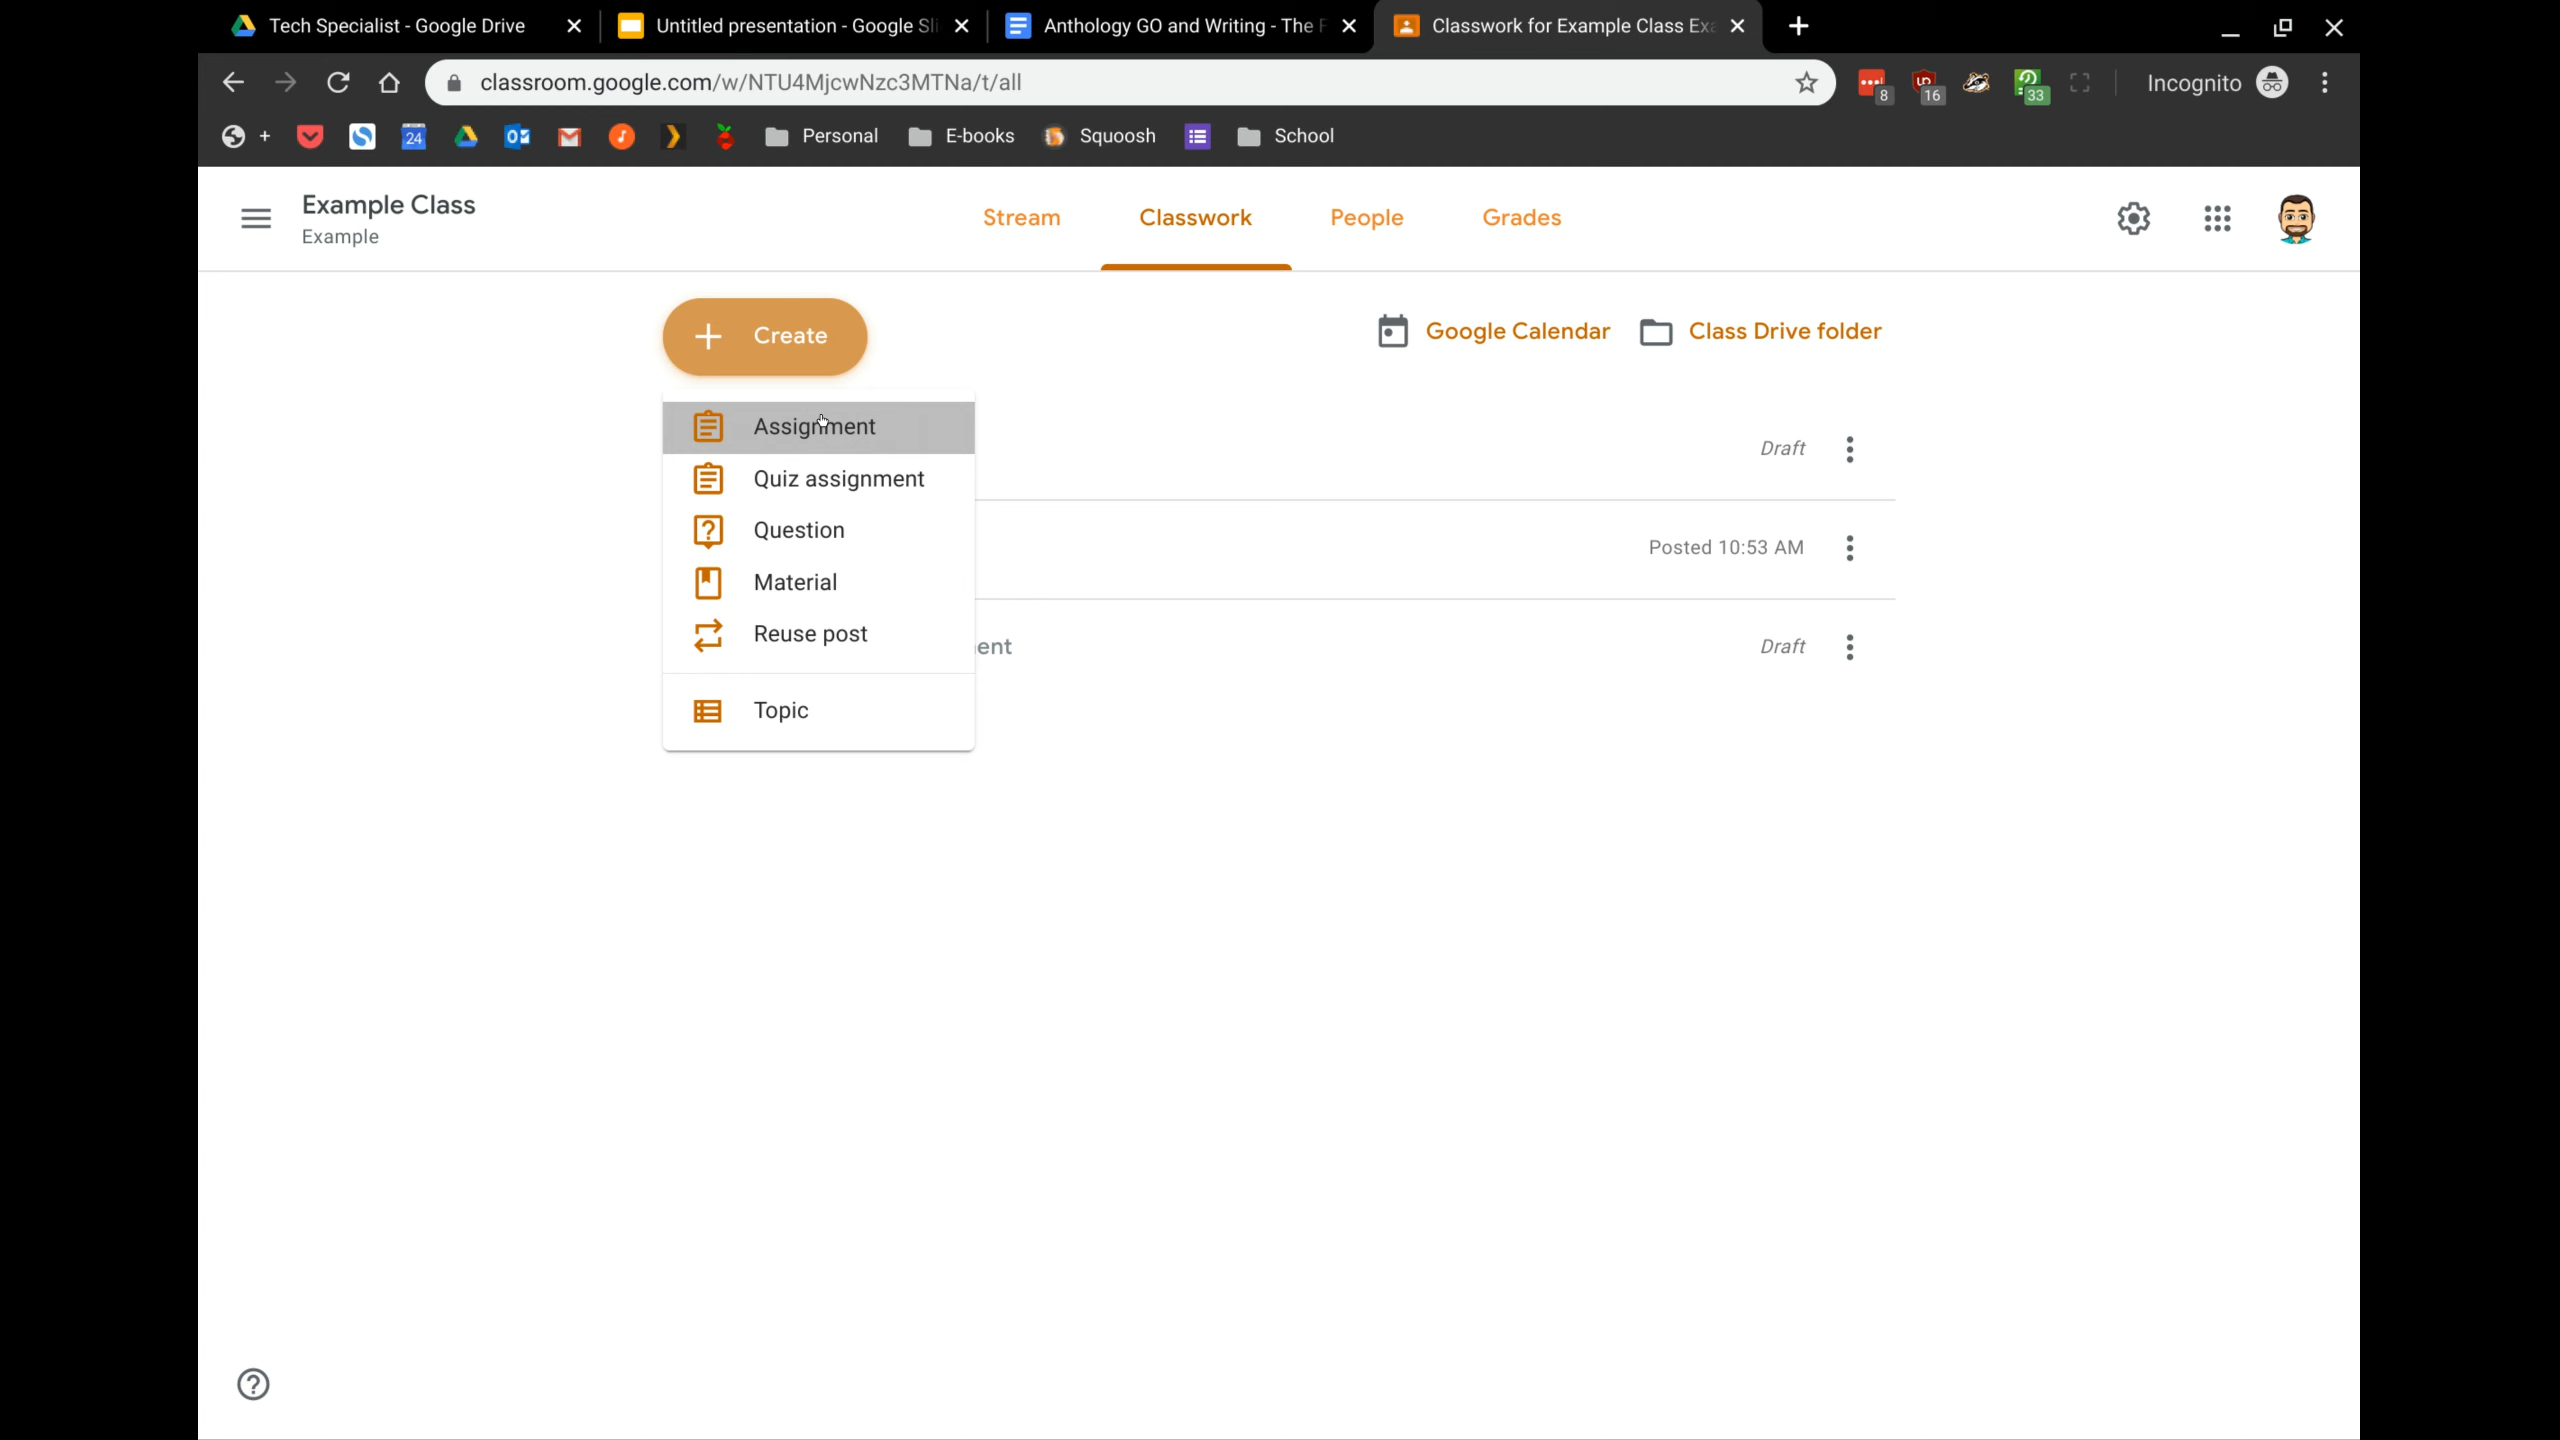 Tech Specialist - Google Drive
Untitled presentation - Google Sli
Anthology GO and Writing - The F
Classwork for Example Class Exa
classroom.google.com/w/NTU4MjcwNzc3MTNa/t/all
8
16
33
Incognito
+
24
Personal
E-books
Squoosh
School
Example Class
Example
Stream
Classwork
People
Grades
Create
Google Calendar
Class Drive folder
Assignment
Draft
Quiz assignment
Question
Posted 10:53 AM
Material
Reuse post
ent
Draft
Topic